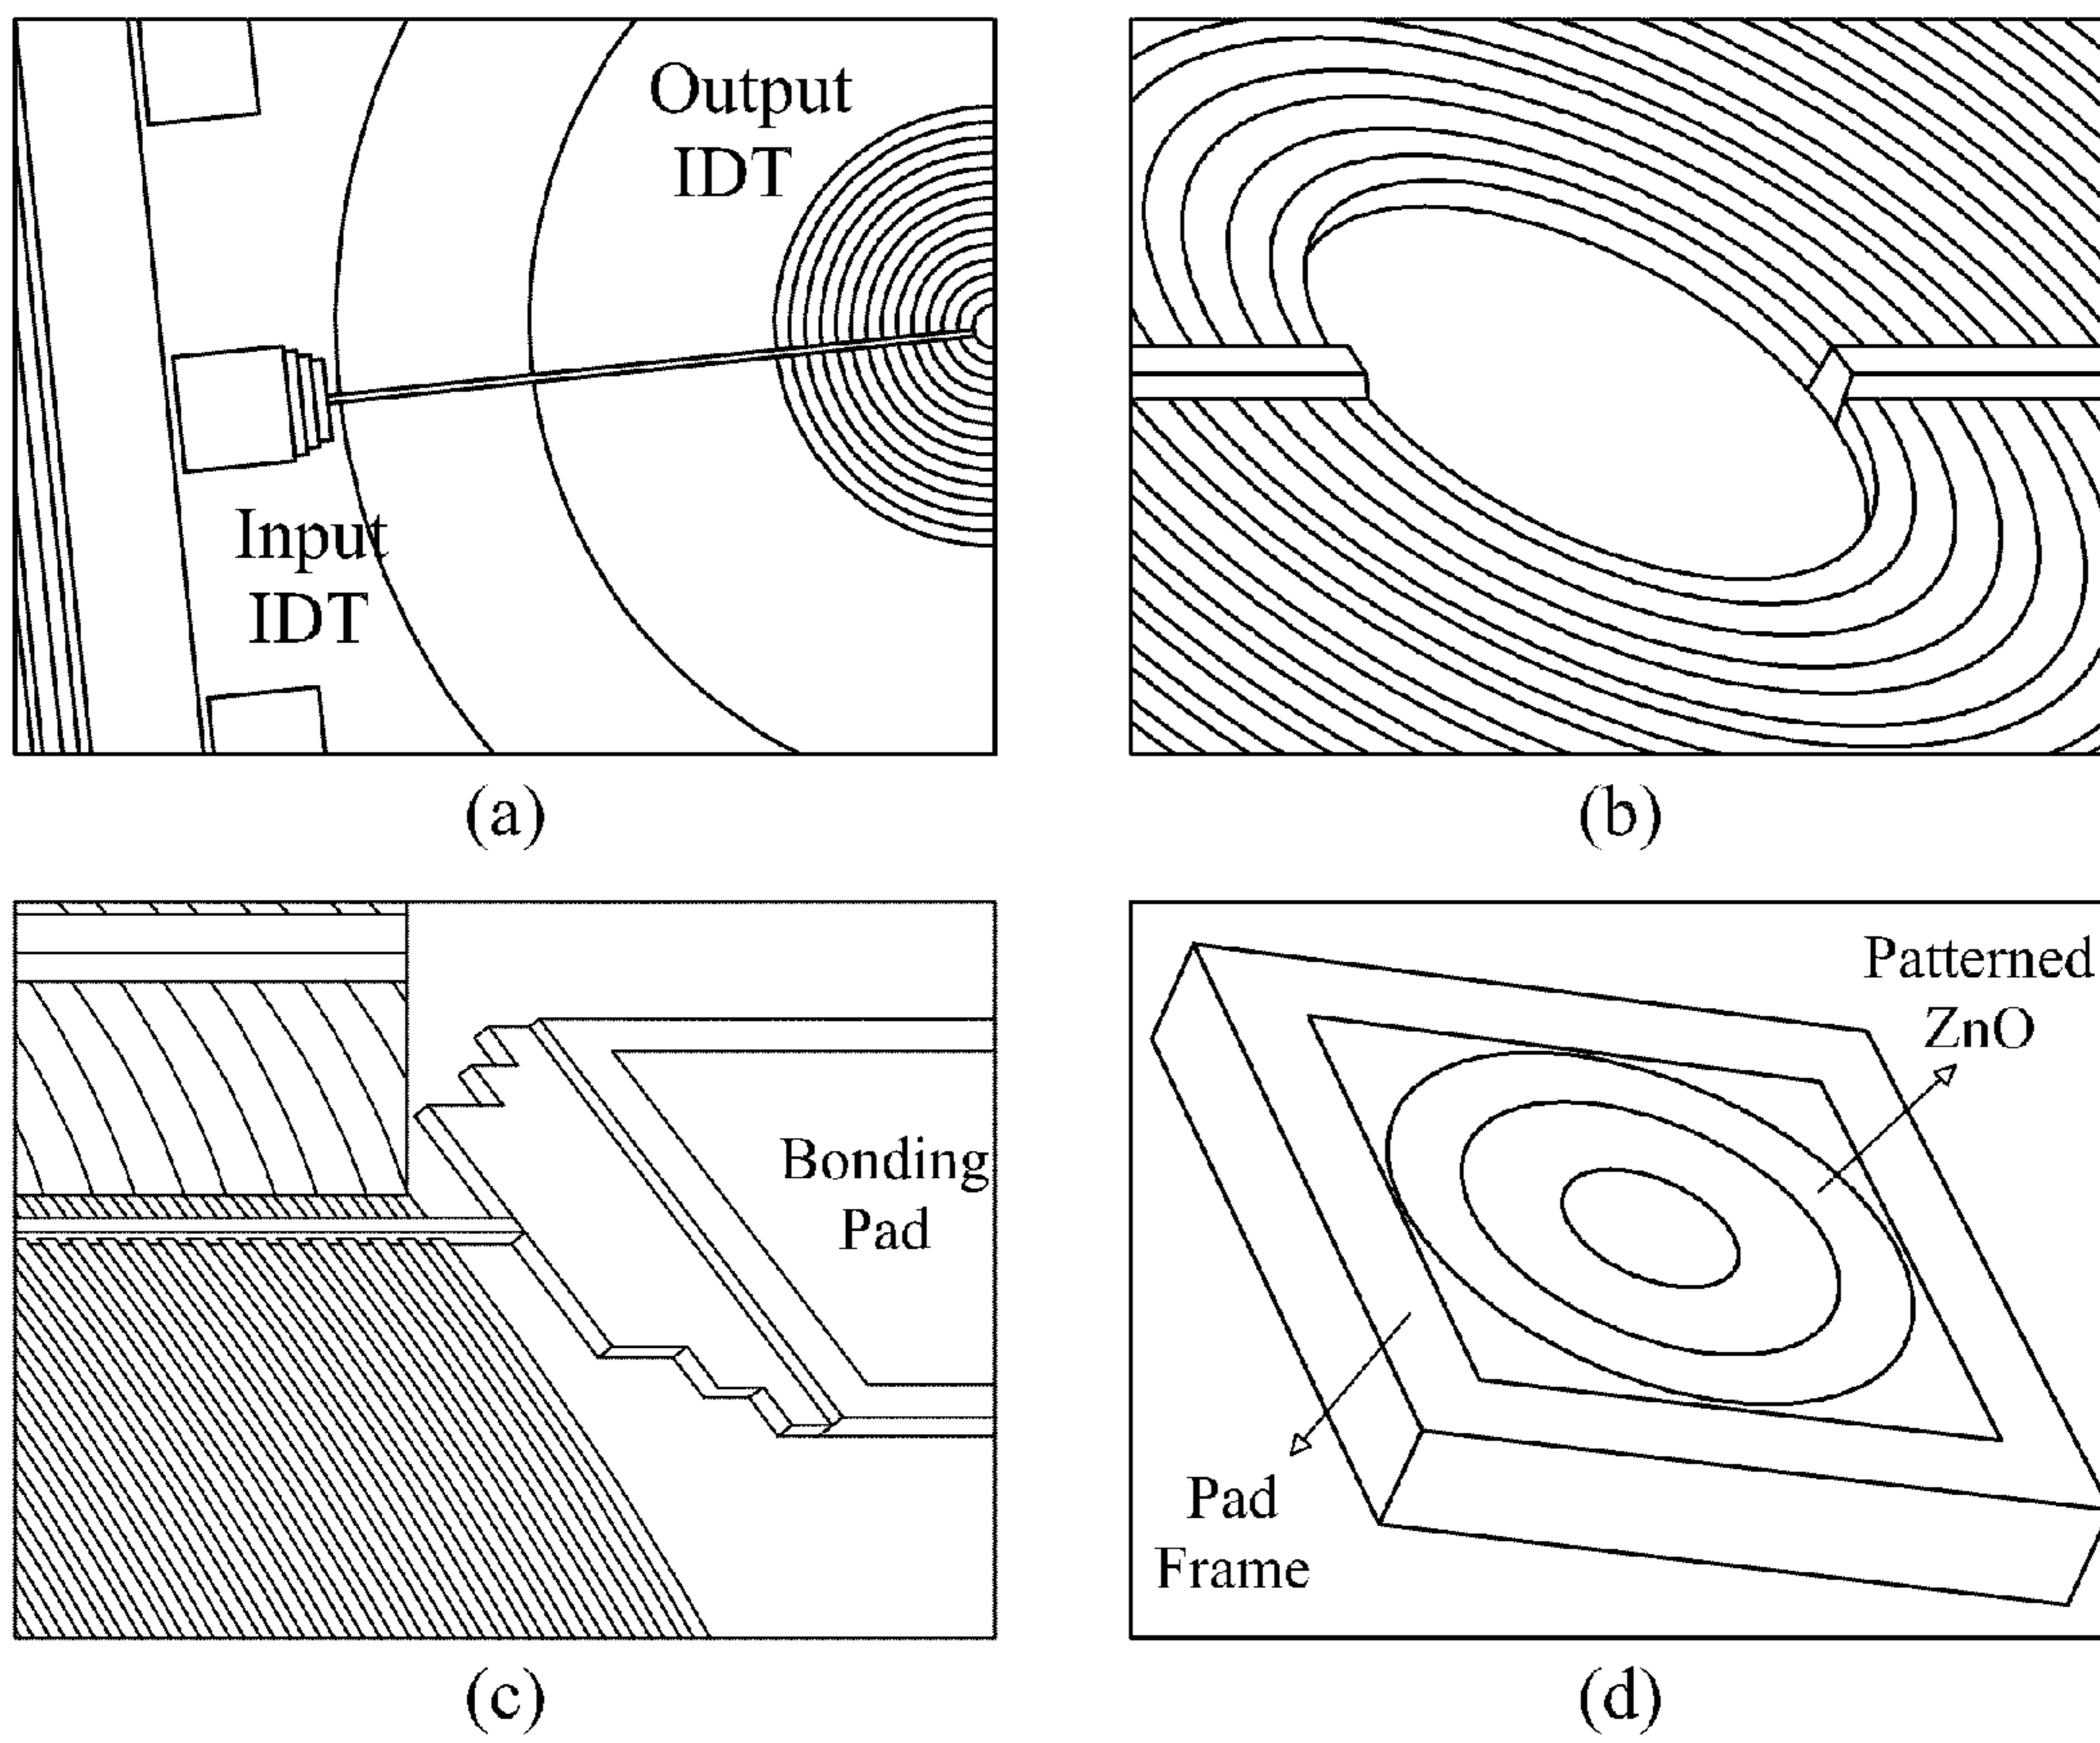 Output
IDT
Input
IDT
(a)
(b)
Bonding
Pad
(c)
Patterned
ZnO
Pad
Frame
(d)